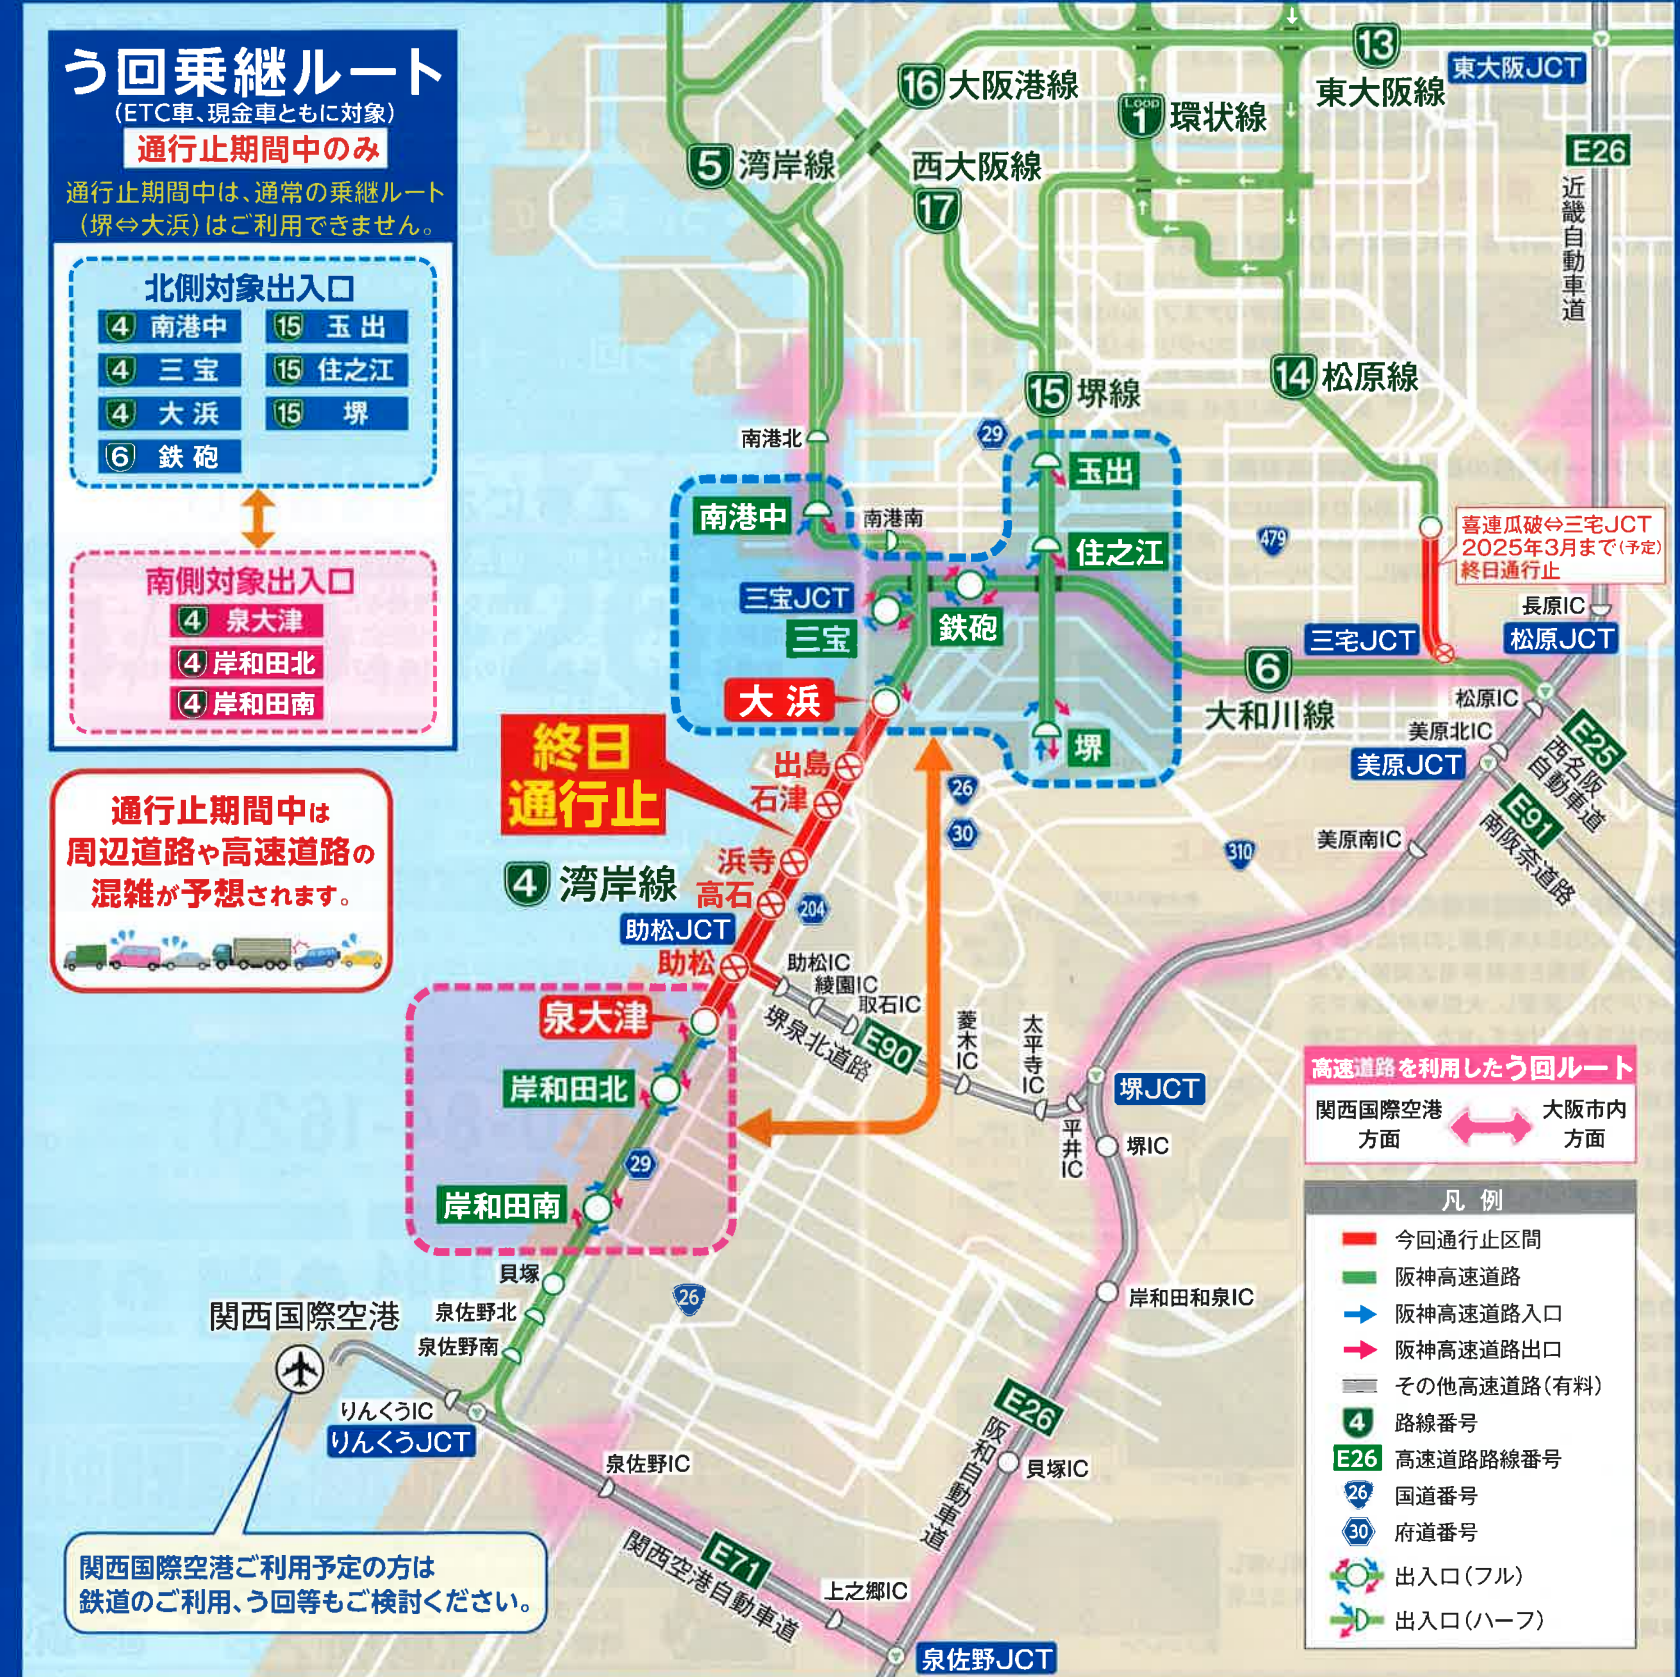 う回乗継ルート
(ETC車、現金車ともに対象)
通行止期間中のみ
通行止期間中は、通常の乗継ルート
(堺⇔大浜)はご利用できません。
北側対象出入口
4 南港中
15 玉出
4 三宝
15 住之江
4 大浜
15 堺
6 鉄砲
南側対象出入口
4 泉大津
4 岸和田北
4 岸和田南
通行止期間中は
周辺道路や高速道路の
混雑が予想されます。
16 大阪港線
Loop
1 環状線
13
東大阪線
東大阪JCT
5 湾岸線
西大阪線
17
E26
近畿自動車道
15 堺線
14 松原線
南港北
29
玉出
南港中
南港南
住之江
479
喜連瓜破⇔三宅JCT
2025年3月まで(予定)
終日通行止
三宝JCT
三宝
鉄砲
長原IC
三宅JCT
松原JCT
大浜
6
大和川線
松原IC
美原北IC
美原JCT
E25
西名阪
自動車道
終日
通行止
出島
石津
堺
26
30
E91
南阪奈道路
310
美原南IC
浜寺
4 湾岸線
高石
204
助松JCT
助松
助松IC
綾園IC
取石IC
泉大津
堺泉北道路
E90
菱木IC
太平寺IC
岸和田北
堺JCT
平井IC
堺IC
29
岸和田南
貝塚
泉佐野北
26
岸和田和泉IC
関西国際空港
泉佐野南
りんくうIC
りんくうJCT
E26
阪和自動車道
泉佐野IC
貝塚IC
E71
関西空港自動車道
上之郷IC
泉佐野JCT
関西国際空港ご利用予定の方は
鉄道のご利用、う回等もご検討ください。
高速道路を利用したう回ルート
関西国際空港
方面
大阪市内
方面
凡例
今回通行止区間
阪神高速道路
阪神高速道路入口
阪神高速道路出口
その他高速道路(有料)
4 路線番号
E26 高速道路路線番号
26 国道番号
30 府道番号
出入口(フル)
出入口(ハーフ)